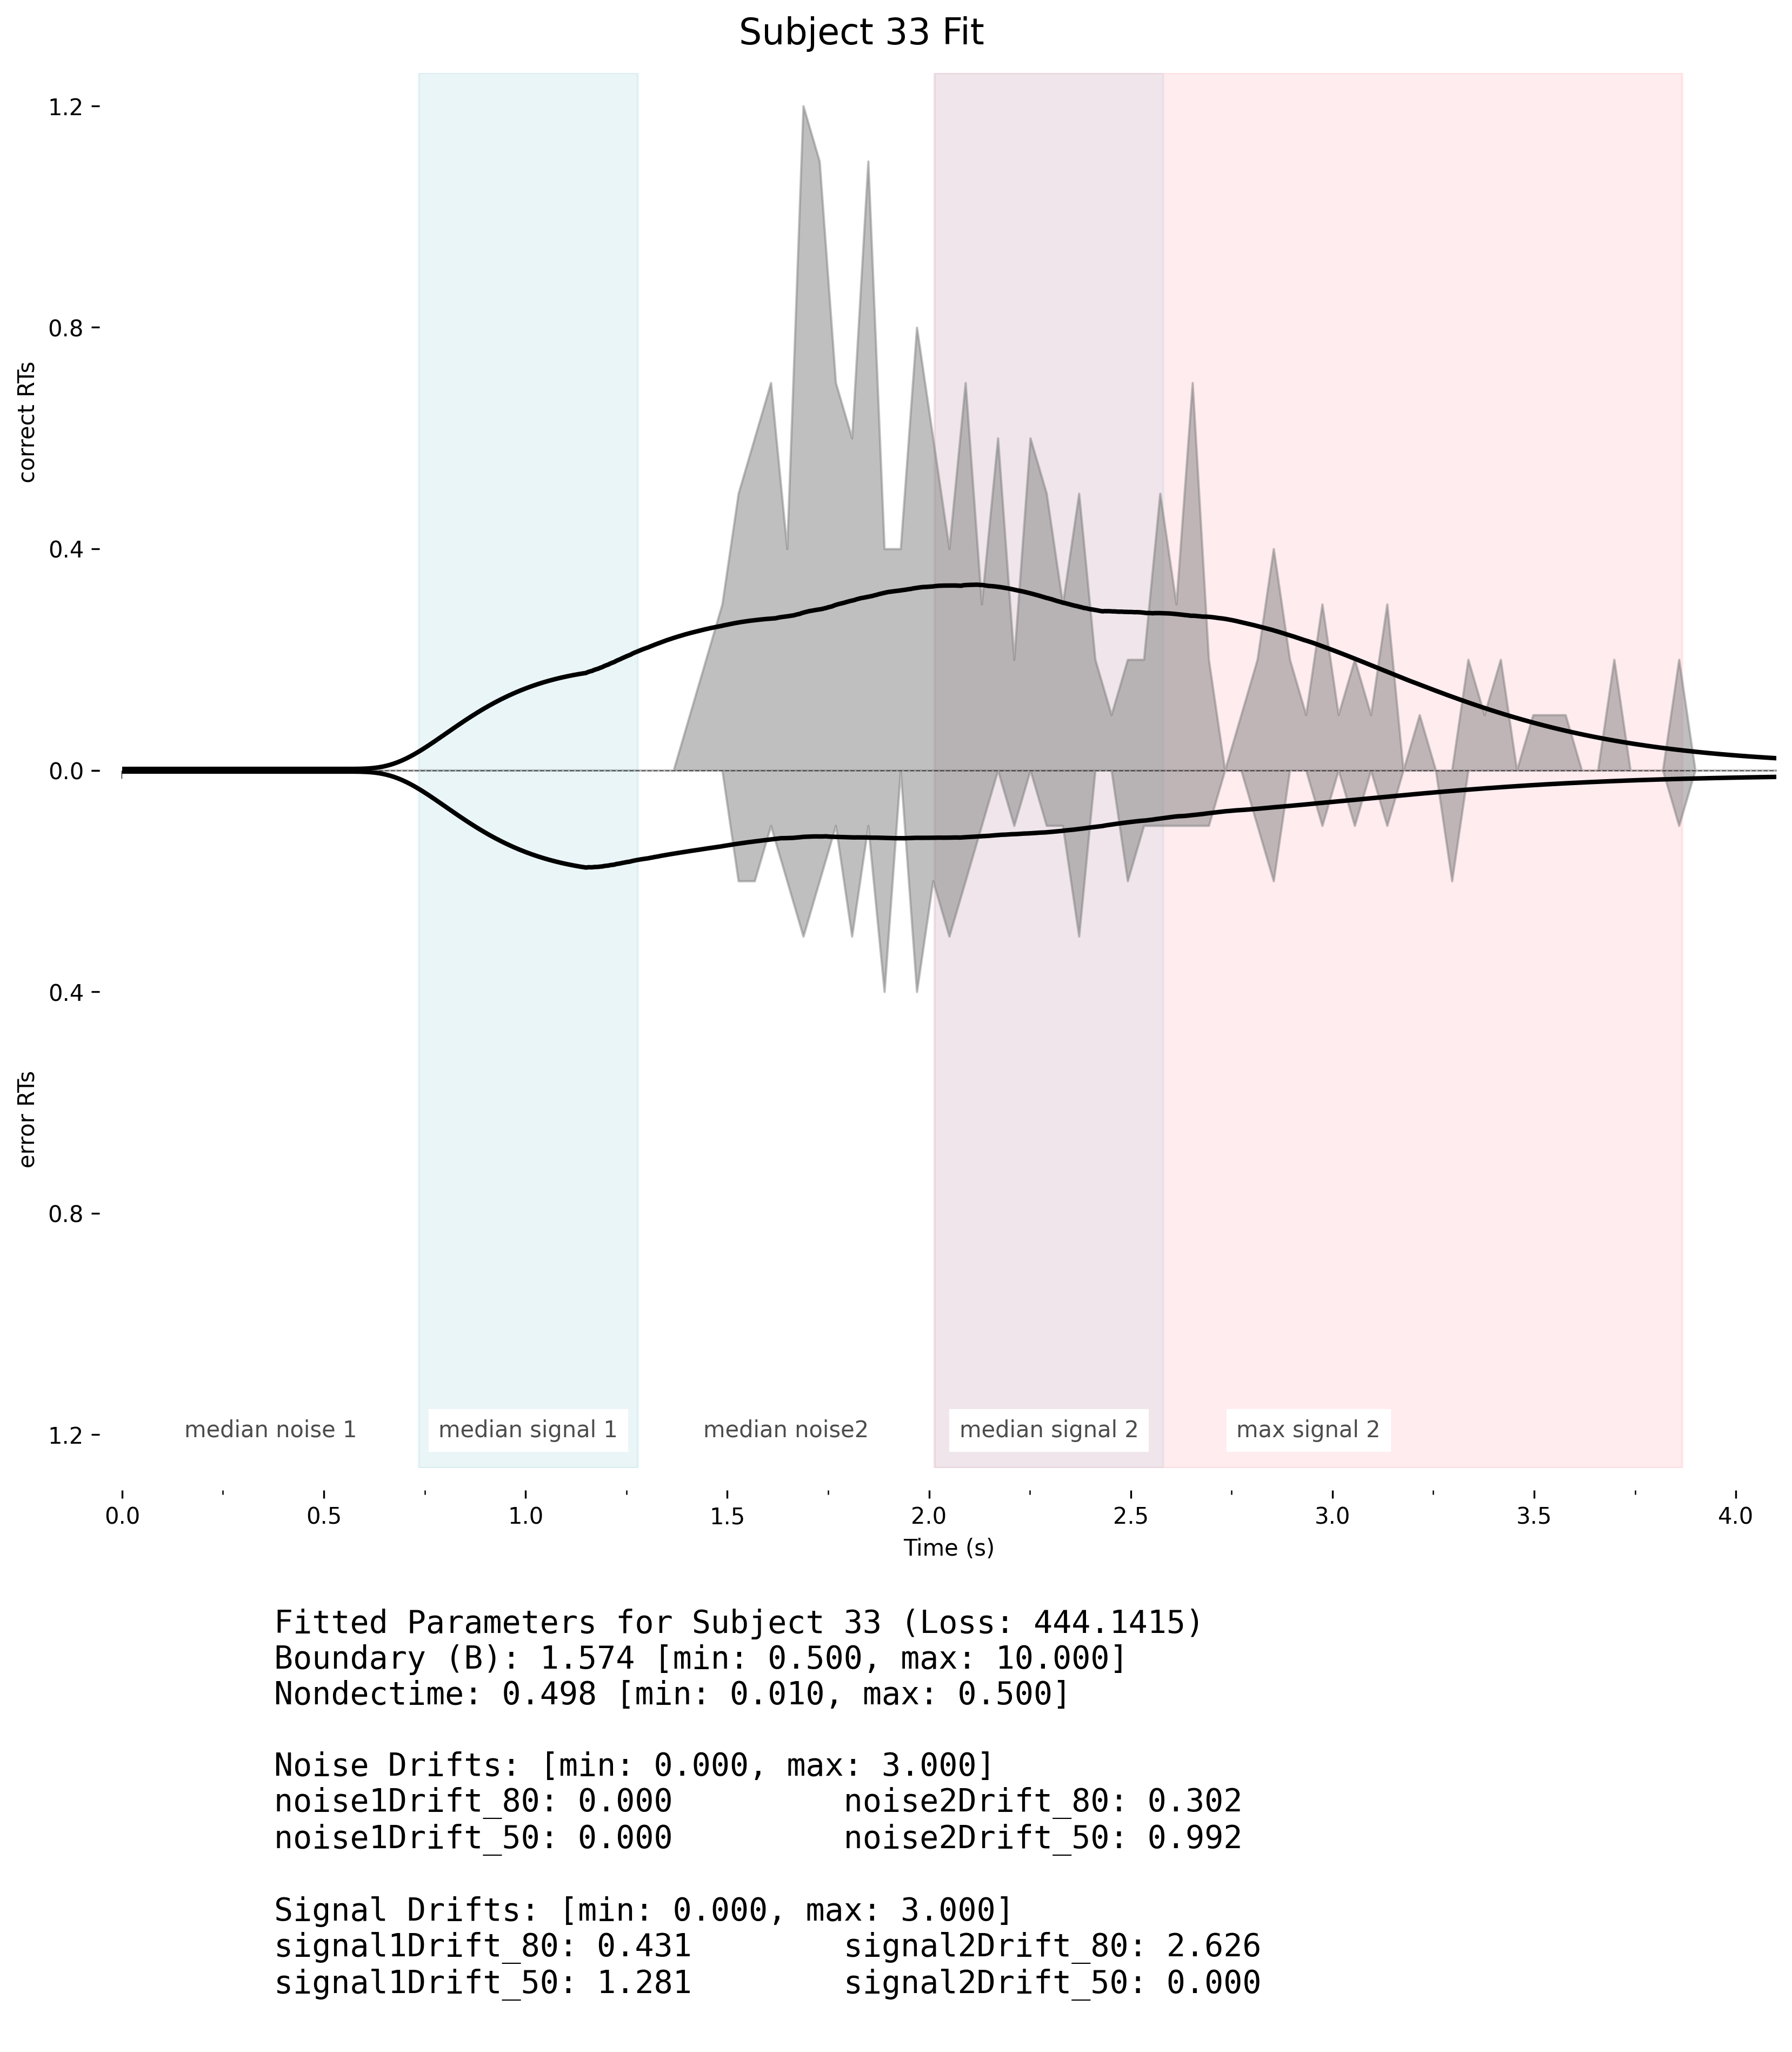 Subject 33 Fit
1.2
0.8
0.4
0.0
0.4
0.8
1.2
correct RTs
error RTs
median noise 1
median signal 1
median noise2
median signal 2
max signal 2
0.0 0.5 1.0 1.5 2.0 2.5 3.0 3.5 4.0
Time (s)
Fitted Parameters for Subject 33 (Loss: 444.1415)
Boundary (B): 1.574 [min: 0.500, max: 10.000]
Nondectime: 0.498 [min: 0.010, max: 0.500]
Noise Drifts: [min: 0.000, max: 3.000]
noise1Drift_80: 0.000 noise2Drift_80: 0.302
noise1Drift_50: 0.000 noise2Drift_50: 0.992
Signal Drifts: [min: 0.000, max: 3.000]
signal1Drift_80: 0.431 signal2Drift_80: 2.626
signal1Drift_50: 1.281 signal2Drift_50: 0.000